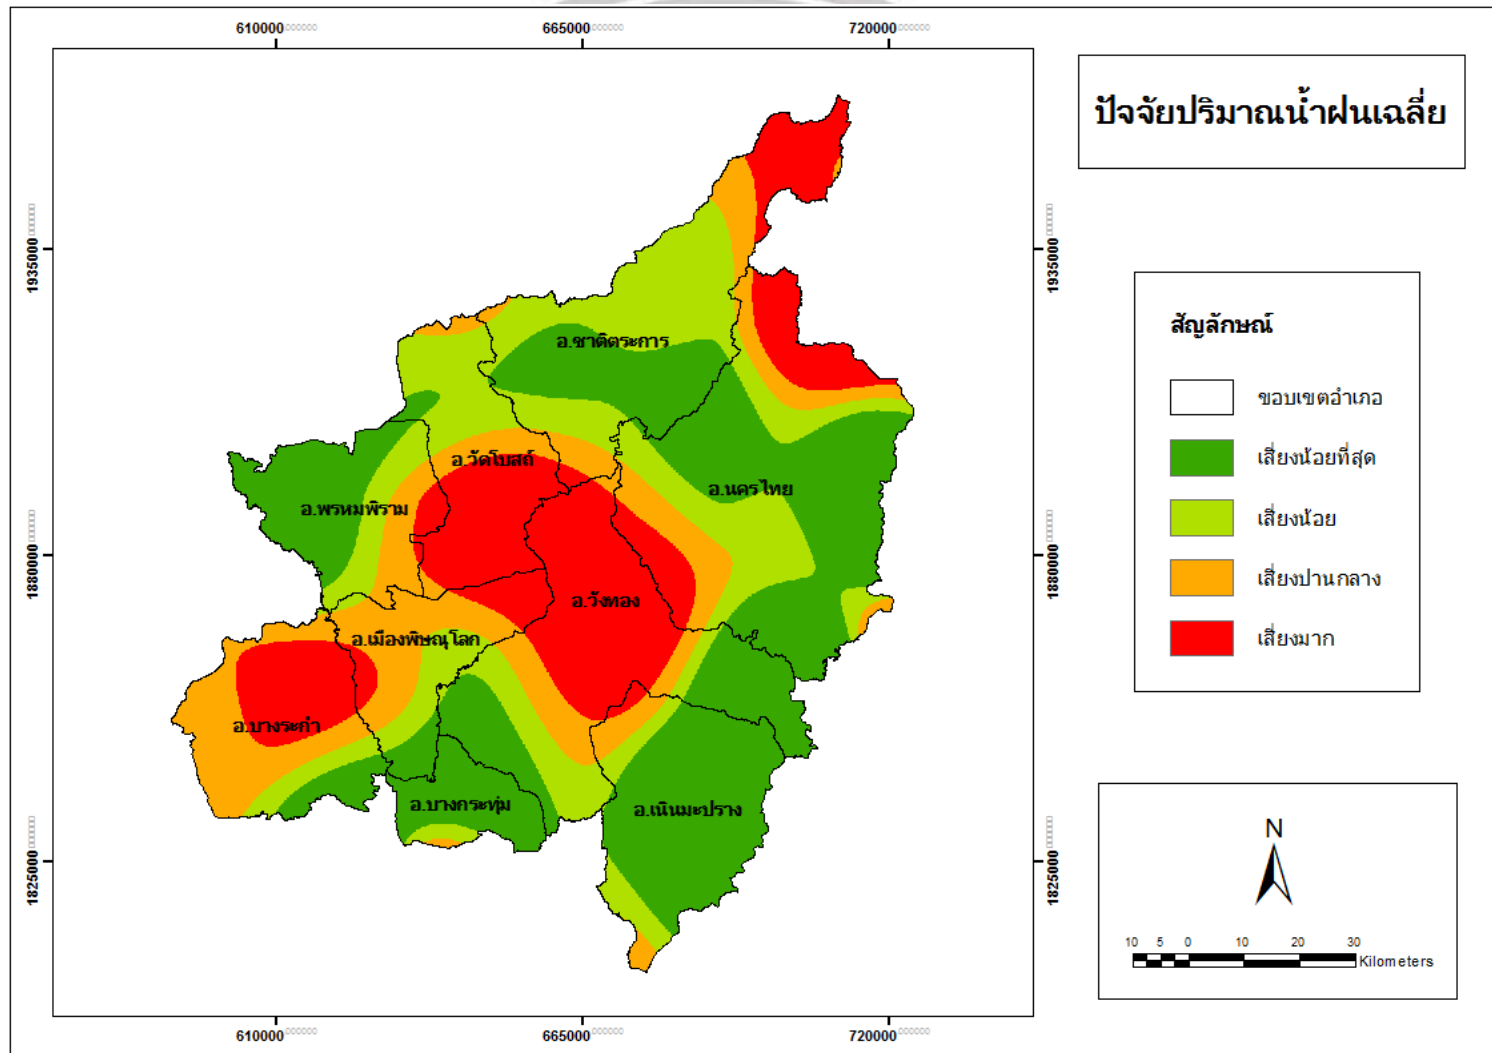 610000 665000 720000
ปัจจัยปริมาณน้ำฝนเฉลี่ย
1935000 1935000
สัญลักษณ์
ขอบเขตอำเภอ
เสี่ยงน้อยที่สุด
เสี่ยงน้อย
เสี่ยงปานกลาง
เสี่ยงมาก
อ.ชาติตระการ
อ.วัดโบสถ์
อ.นครไทย
อ.พรหมพิราม
1880000 1880000
อ.วังทอง
อ.เมืองพิษณุโลก
อ.บางระกำ
อ.บางกระทุ่ม
อ.เนินมะปราง
1825000 1825000
N
10 5 0 10 20 30
Kilometers
610000 665000 720000